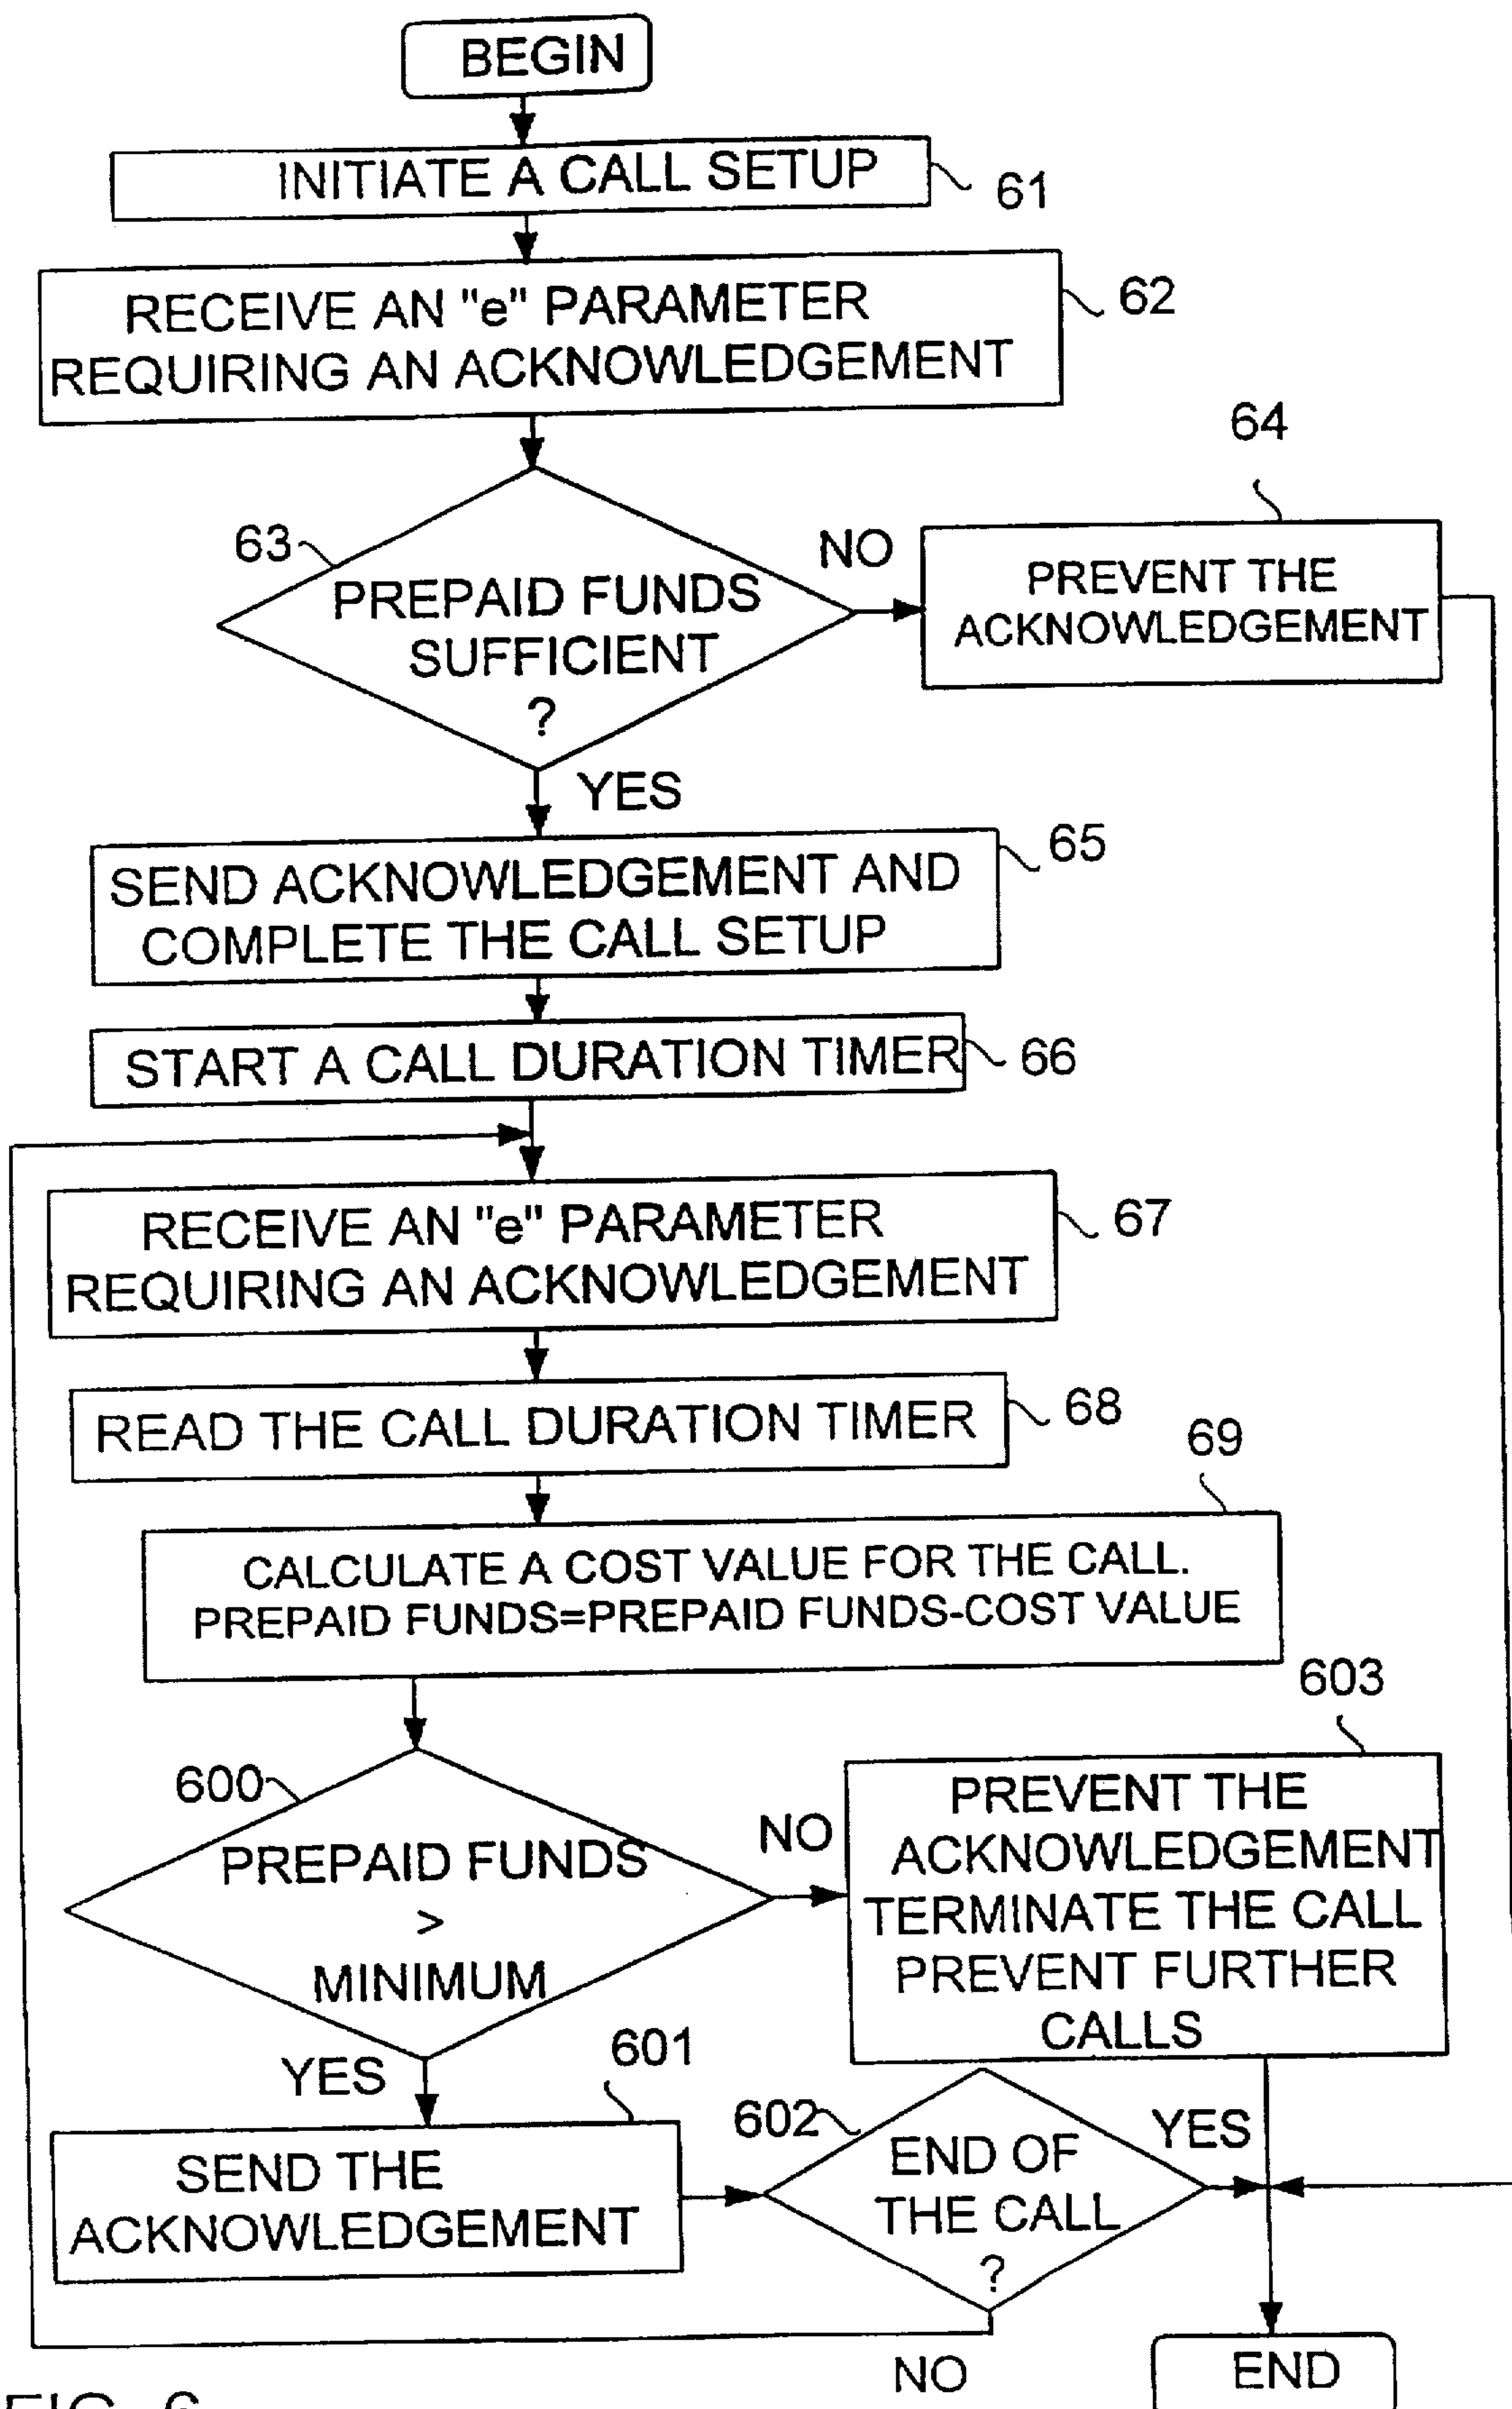 BEGIN
INITIATE A CALL SETUP
61
RECEIVE AN "e" PARAMETER
REQUIRING AN ACKNOWLEDGEMENT
62
63
PREPAID FUNDS
SUFFICIENT
?
NO
64
PREVENT THE
ACKNOWLEDGEMENT
YES
SEND ACKNOWLEDGEMENT AND
COMPLETE THE CALL SETUP
65
START A CALL DURATION TIMER
66
RECEIVE AN "e" PARAMETER
REQUIRING AN ACKNOWLEDGEMENT
67
READ THE CALL DURATION TIMER
68
69
CALCULATE A COST VALUE FOR THE CALL.
PREPAID FUNDS=PREPAID FUNDS-COST VALUE
600
PREPAID FUNDS
>
MINIMUM
NO
603
PREVENT THE
ACKNOWLEDGEMENT
TERMINATE THE CALL
PREVENT FURTHER
CALLS
YES
601
SEND THE
ACKNOWLEDGEMENT
602
END OF
THE CALL
?
YES
NO
END
FIG. 6